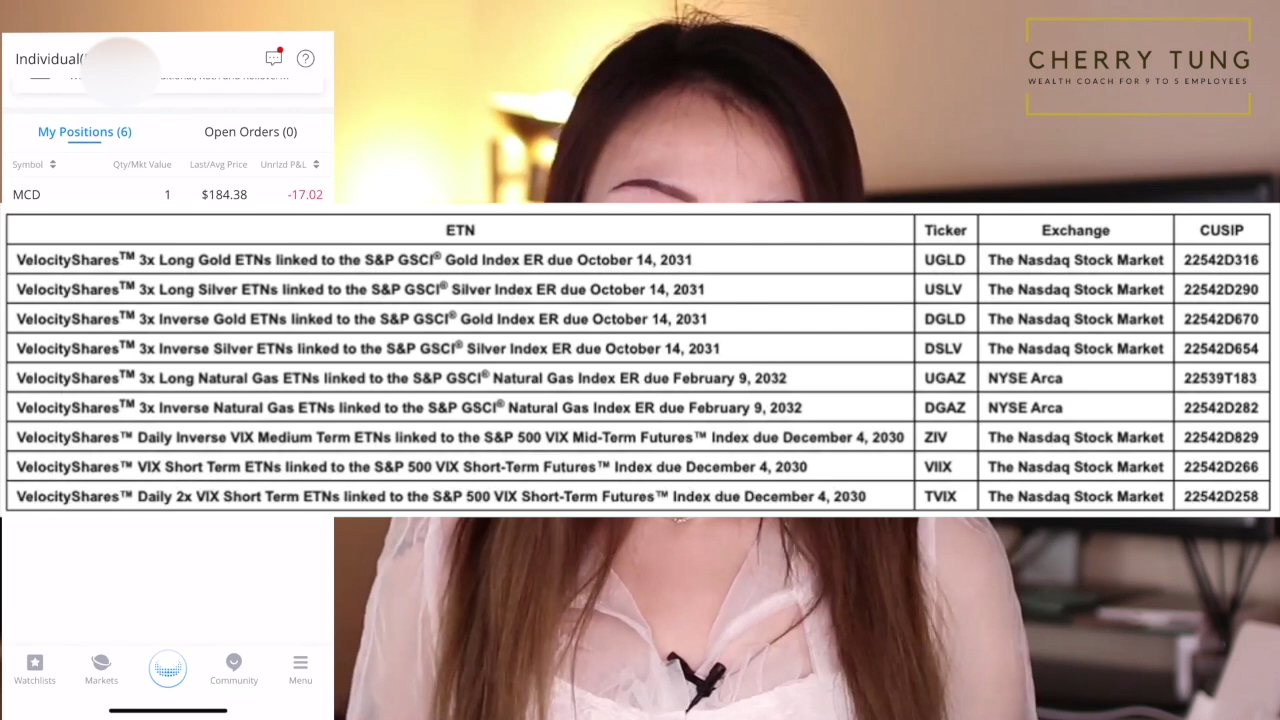 Individual(
CHERRY TUNG
WEALTH COACH FOR 9 TO 5 EMPLOYEES
My Positions (6) Open Orders (0)
Symbol Qty/Mkt Value Last/Avg Price Unrlzd P&L
MCD 1 $184.38 -17.02
ETN Ticker Exchange CUSIP
VelocityShares™ 3x Long Gold ETNs linked to the S&P GSCI® Gold Index ER due October 14, 2031 UGLD The Nasdaq Stock Market 22542D316
VelocityShares™ 3x Long Silver ETNs linked to the S&P GSCI® Silver Index ER due October 14, 2031 USLV The Nasdaq Stock Market 22542D290
VelocityShares™ 3x Inverse Gold ETNs linked to the S&P GSCI® Gold Index ER due October 14, 2031 DGLD The Nasdaq Stock Market 22542D670
VelocityShares™ 3x Inverse Silver ETNs linked to the S&P GSCI® Silver Index ER due October 14, 2031 DSLV The Nasdaq Stock Market 22542D654
VelocityShares™ 3x Long Natural Gas ETNs linked to the S&P GSCI® Natural Gas Index ER due February 9, 2032 UGAZ NYSE Arca 22539T183
VelocityShares™ 3x Inverse Natural Gas ETNs linked to the S&P GSCI® Natural Gas Index ER due February 9, 2032 DGAZ NYSE Arca 22542D282
VelocityShares™ Daily Inverse VIX Medium Term ETNs linked to the S&P 500 VIX Mid-Term Futures™ Index due December 4, 2030 ZIV The Nasdaq Stock Market 22542D829
VelocityShares™ VIX Short Term ETNs linked to the S&P 500 VIX Short-Term Futures™ Index due December 4, 2030 VIIX The Nasdaq Stock Market 22542D266
VelocityShares™ Daily 2x VIX Short Term ETNs linked to the S&P 500 VIX Short-Term Futures™ Index due December 4, 2030 TVIX The Nasdaq Stock Market 22542D258
Watchlists Markets Community Menu